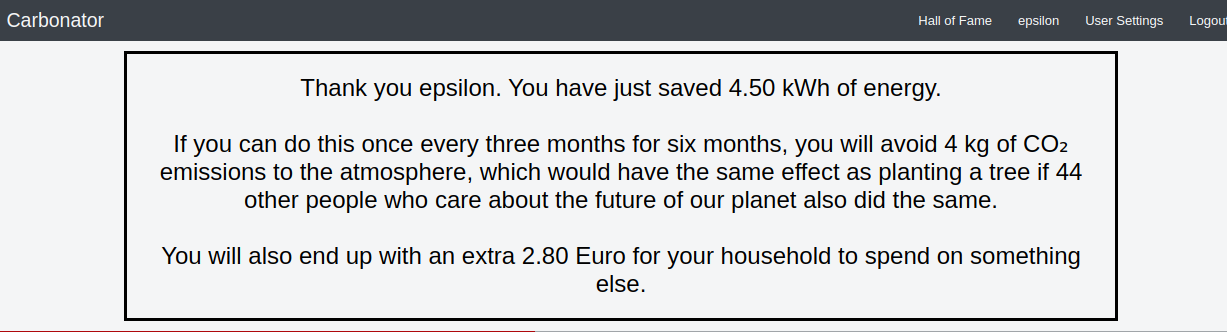 Carbonator
Hall of Fame epsilon User Settings Logou
Thank you epsilon. You have just saved 4.50 kWh of energy.
If you can do this once every three months for six months, you will avoid 4 kg of CO₂
emissions to the atmosphere, which would have the same effect as planting a tree if 44
other people who care about the future of our planet also did the same.
You will also end up with an extra 2.80 Euro for your household to spend on something
else.